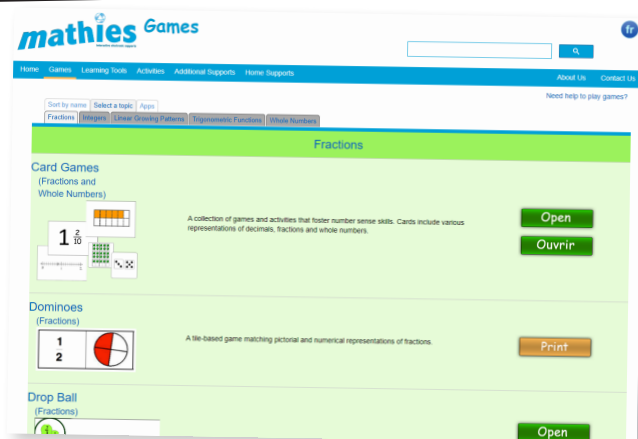 mathies Games
fr
Home Games Learning Tools Activities Additional Supports Home Supports
About Us Contact Us
Need help to play games?
Sort by name Select a topic Apps
Fractions Integers Linear Growing Patterns Trigonometric Functions Whole Numbers
Fractions
Card Games
(Fractions and
Whole Numbers)
1 2/10
A collection of games and activities that foster number sense skills. Cards include various
representations of decimals, fractions and whole numbers.
Open
Ouvrir
Dominoes
(Fractions)
1
2
A tile-based game matching pictorial and numerical representations of fractions.
Print
Drop Ball
(Fractions)
Open